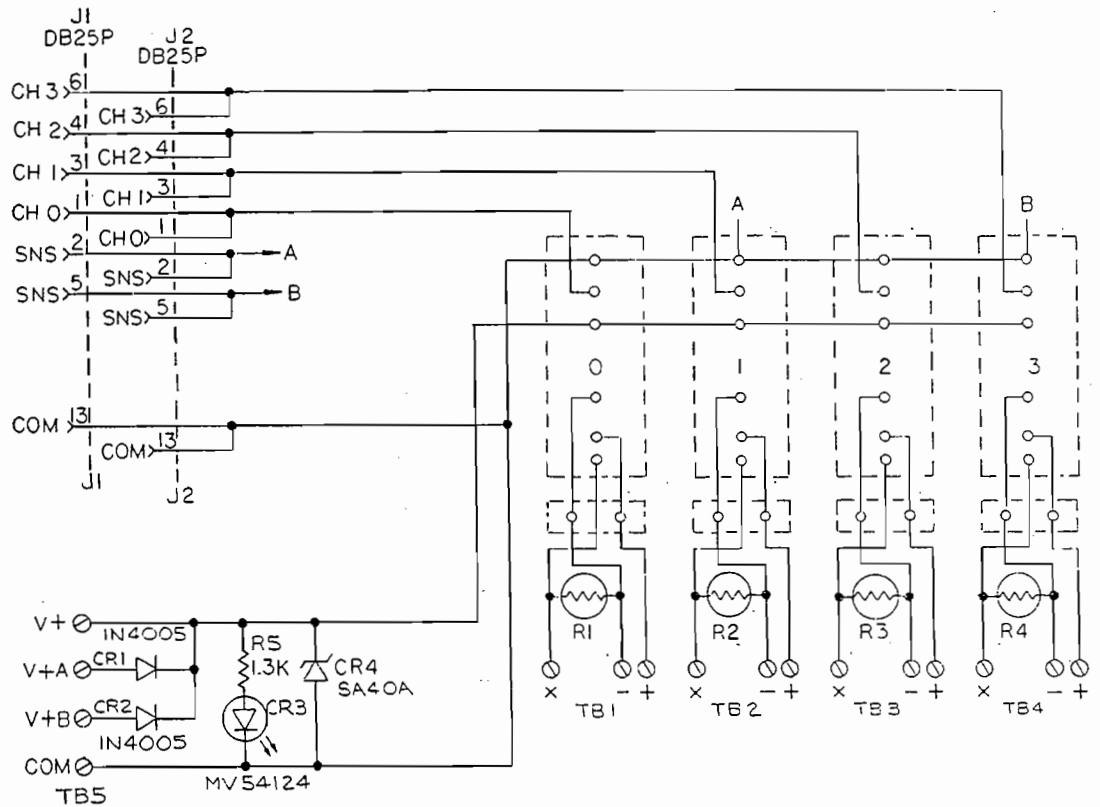 J1
DB25P
J2
DB25P
CH 3 6
CH 3 6
CH 2 4
CH 2 4
CH 1 3
CH 1 3
CH 0 1
CH 0 1
SNS 2
A
SNS 2
SNS 5
B
SNS 5
COM 13
COM 13
J1
J2
A
B
0
1
2
3
R1
R2
R3
R4
x
-
+
x
-
+
x
-
+
x
-
+
TB1
TB2
TB3
TB4
V+
1N4005
V+A
CR1
R5
1.3K
CR4
SA40A
V+B
CR2
1N4005
CR3
COM
MV54124
TB5